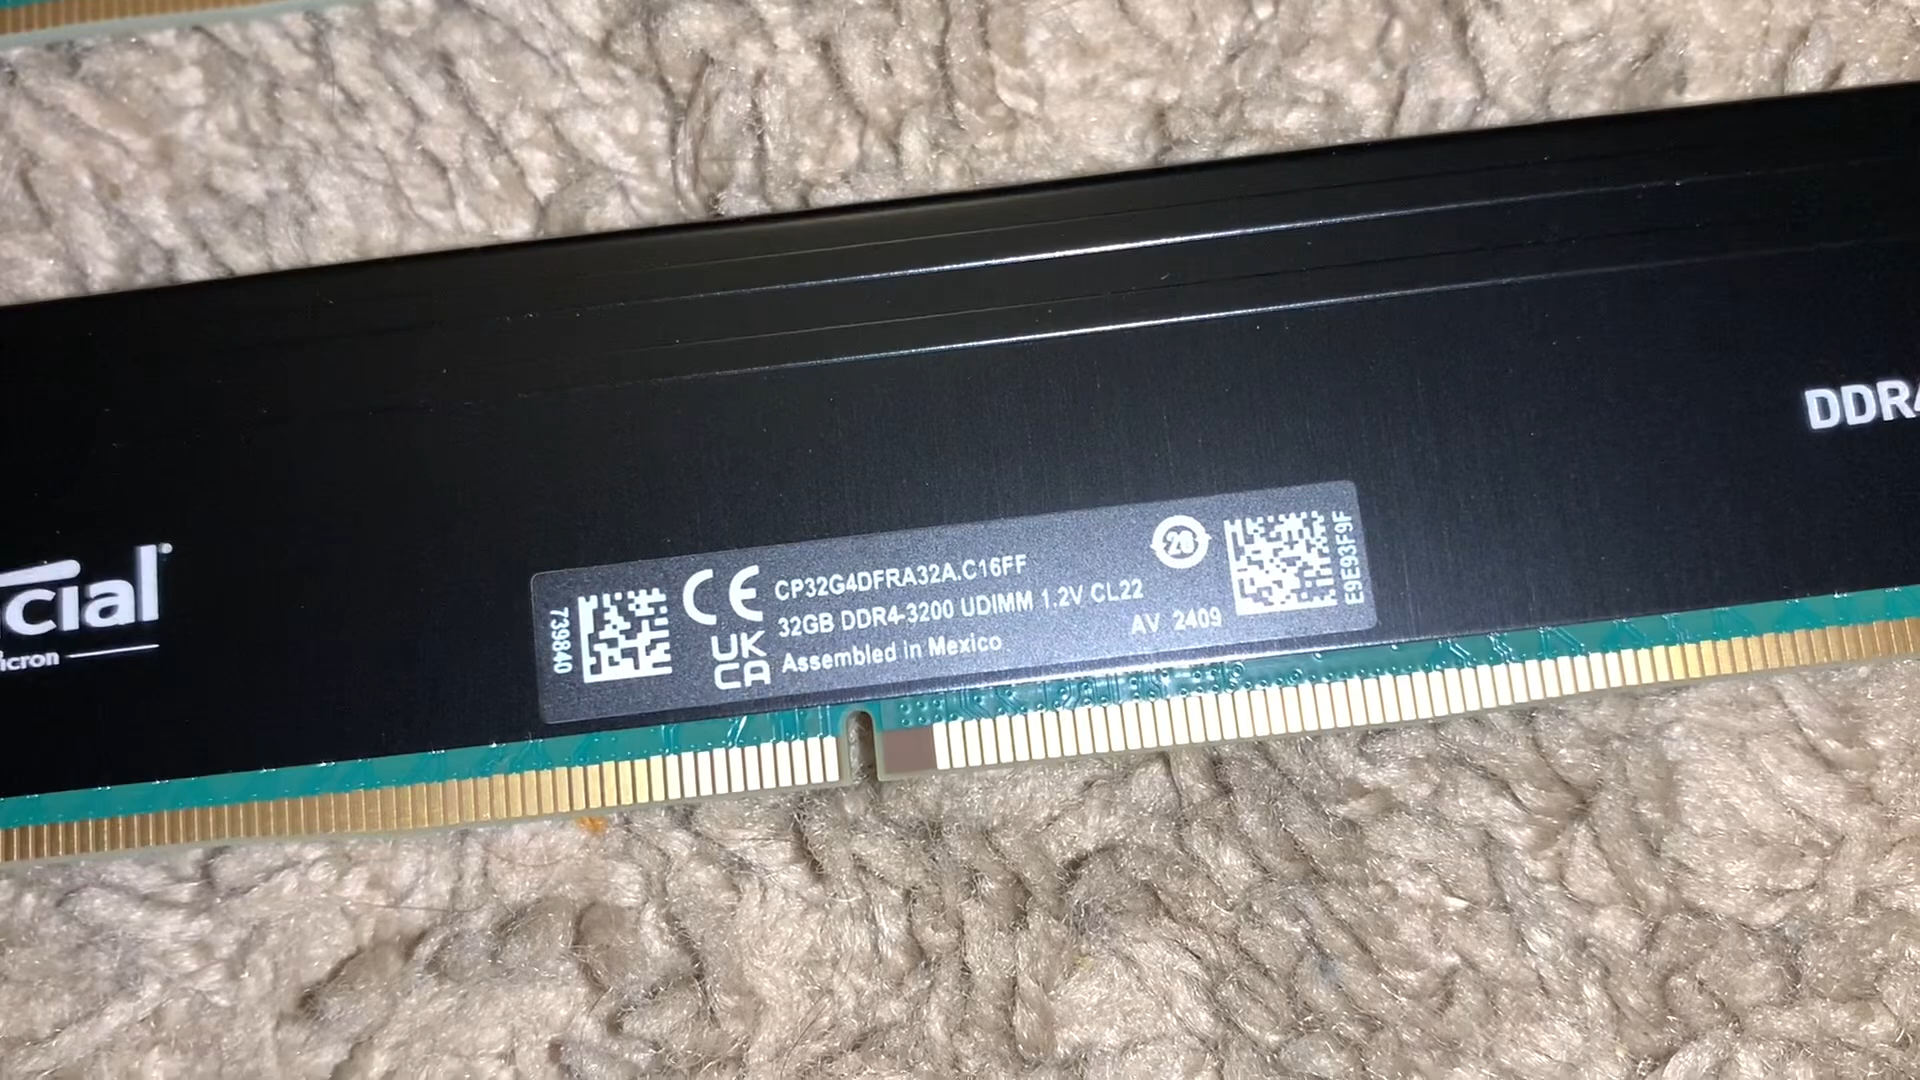 cial
icron
DDR4
739840
CE
UK
CA
CP32G4DFRA32A.C16FF
32GB DDR4-3200 UDIMM 1.2V CL22
Assembled in Mexico
AV 2409
20
E9E93F9F